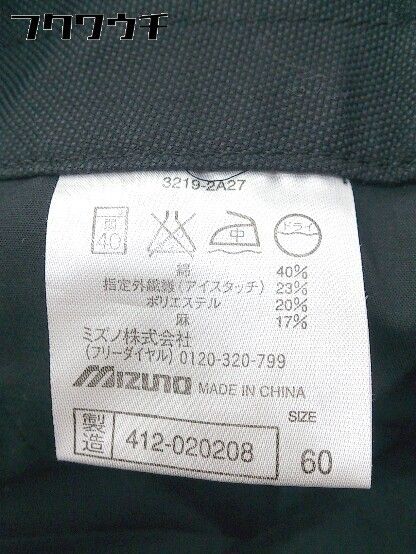 フクワウチ
3219-2A27
弱 40 中 ドライ
綿 40%
指定外繊維(アイスタッチ) 23%
ポリエステル 20%
麻 17%
ミズノ株式会社
(フリーダイヤル) 0120-320-799
MIZUNO MADE IN CHINA
SIZE
製造 412-020208 60